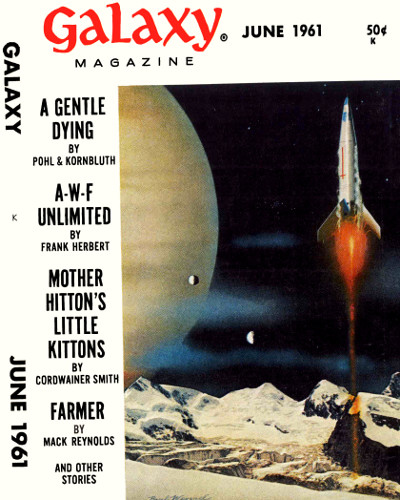 GALAXY
JUNE 1961
GALAXY®
MAGAZINE
JUNE 1961
50¢
K
A GENTLE
DYING
BY
POHL & KORNBLUTH
A-W-F
UNLIMITED
BY
FRANK HERBERT
K
MOTHER
HITTON'S
LITTLE
KITTONS
BY
CORDWAINER SMITH
FARMER
BY
MACK REYNOLDS
AND OTHER
STORIES